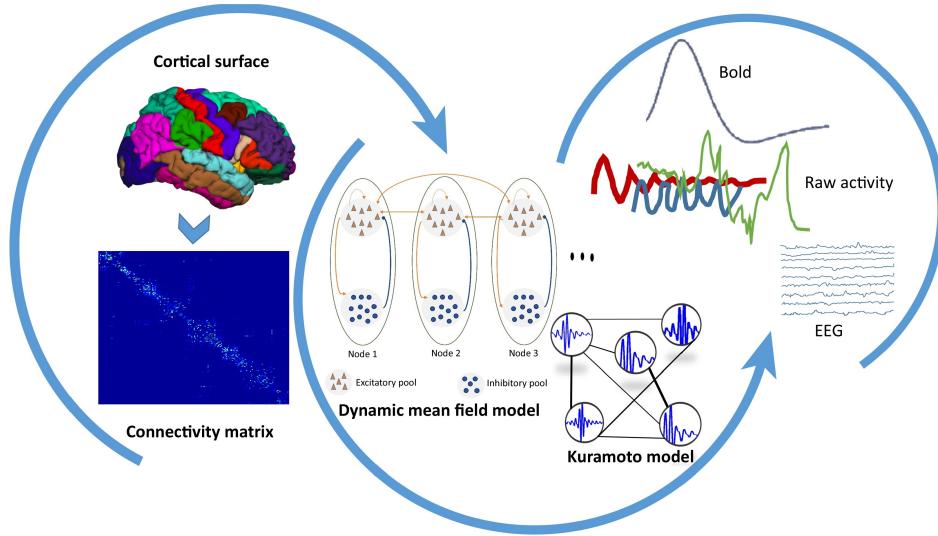 Cortical surface
Connectivity matrix
Node 1
Node 2
Node 3
Excitatory pool
Inhibitory pool
Dynamic mean field model
Kuramoto model
Bold
Raw activity
EEG